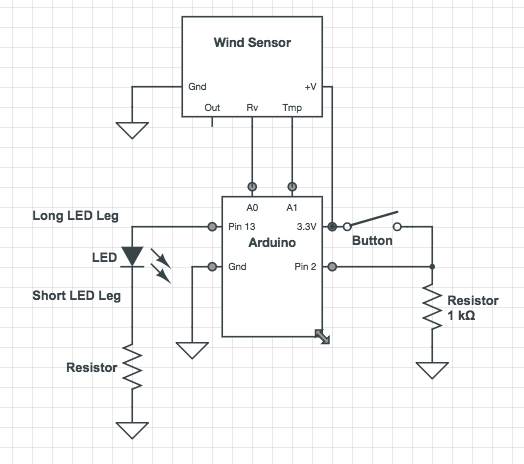 Wind Sensor
Gnd
+V
Out
Rv
Tmp
A0
A1
Long LED Leg
Pin 13
3.3V
Arduino
Button
LED
Gnd
Pin 2
Short LED Leg
Resistor
1 kΩ
Resistor